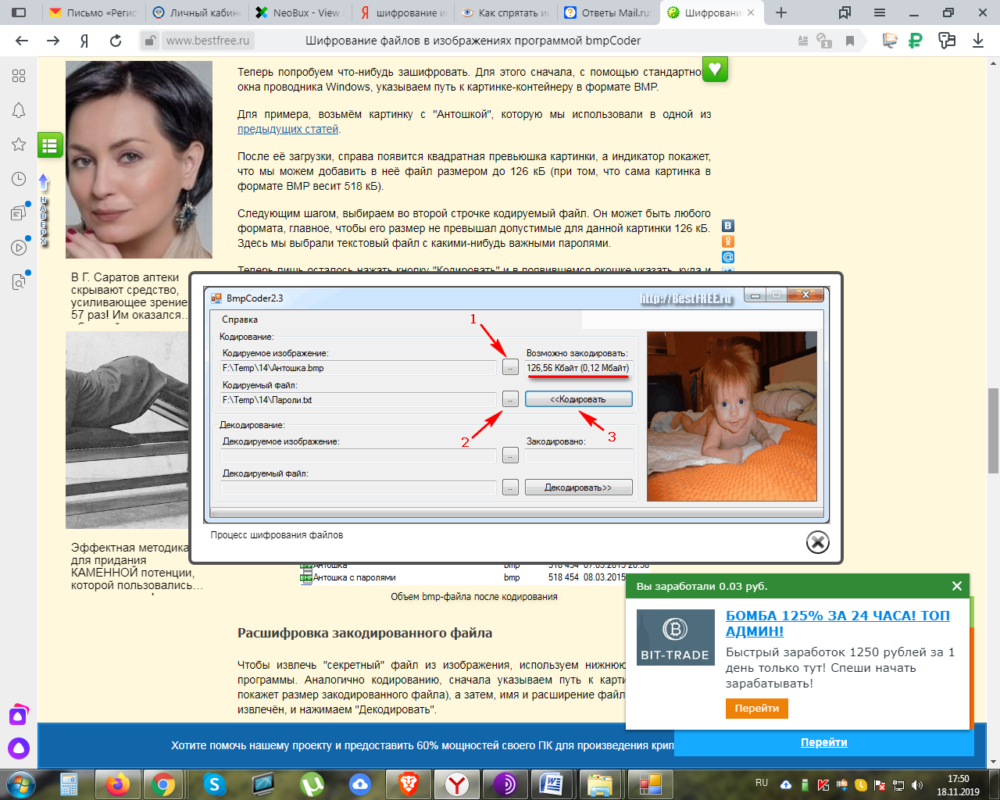 Письмо «Регис
Личный кабине
NeoBux - View A
шифрование и
Как спрятать и
Ответы Mail.ru:
Шифровани
www.bestfree.ru
Шифрование файлов в изображениях программой bmpCoder
1
Теперь попробуем что-нибудь зашифровать. Для этого сначала, с помощью стандартного
окна проводника Windows, указываем путь к картинке-контейнеру в формате BMP.
Для примера, возьмём картинку с "Антошкой", которую мы использовали в одной из
предыдущих статей.
После её загрузки, справа появится квадратная превьюшка картинки, а индикатор покажет,
что мы можем добавить в неё файл размером до 126 кБ (при том, что сама картинка в
формате BMP весит 518 кБ).
Следующим шагом, выбираем во второй строчке кодируемый файл. Он может быть любого
формата, главное, чтобы его размер не превышал допустимые для данной картинки 126 кБ.
Здесь мы выбрали текстовый файл с какими-нибудь важными паролями.
Теперь лишь осталось нажать кнопку "Кодировать" и в появившемся окошке указать, куда и
НАВЕРХ
В Г. Саратов аптеки
скрывают средство,
усиливающее зрение
57 раз! Им оказался...
Эффектная методика
для придания
КАМЕННОЙ потенции,
которой пользовались...
BmpCoder2.3
http://BestFREE.ru
Справка
1
Кодирование:
Кодируемое изображение:
Возможно закодировать:
F:\Temp\14\Антошка.bmp
..
126,56 Кбайт (0,12 Мбайт)
Кодируемый файл:
F:\Temp\14\Пароли.txt
..
<<Кодировать
2
3
Декодирование:
Декодируемое изображение:
Закодировано:
..
Декодируемый файл:
..
Декодировать>>
Процесс шифрования файлов
Антошка bmp 518 454 07.03.2015 20:58
Антошка с паролями bmp 518 454 08.03.2015
Объем bmp-файла после кодирования
Расшифровка закодированного файла
Чтобы извлечь "секретный" файл из изображения, используем нижнюю
программы. Аналогично кодированию, сначала указываем путь к карти
покажет размер закодированного файла), а затем, имя и расширение файл
извлечён, и нажимаем "Декодировать".
Вы заработали 0.03 руб.
BIT-TRADE
БОМБА 125% ЗА 24 ЧАСА! ТОП
АДМИН!
Быстрый заработок 1250 рублей за 1
день только тут! Спеши начать
зарабатывать!
Перейти
Хотите помочь нашему проекту и предоставить 60% мощностей своего ПК для произведения крип
Перейти
RU
17:50
18.11.2019